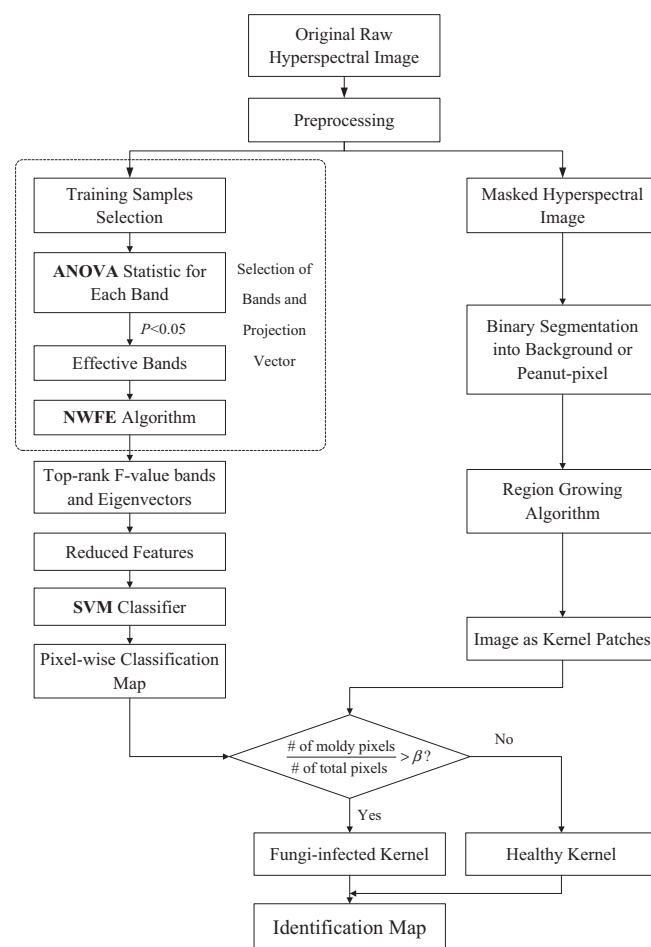 Original Raw
Hyperspectral Image
Preprocessing
Training Samples
Selection
ANOVA Statistic for
Each Band
P<0.05
Effective Bands
NWFE Algorithm
Selection of
Bands and
Projection
Vector
Top-rank F-value bands
and Eigenvectors
Reduced Features
SVM Classifier
Pixel-wise Classification
Map
Masked Hyperspectral
Image
Binary Segmentation
into Background or
Peanut-pixel
Region Growing
Algorithm
Image as Kernel Patches
# of moldy pixels
# of total pixels
> β?
No
Yes
Fungi-infected Kernel
Healthy Kernel
Identification Map